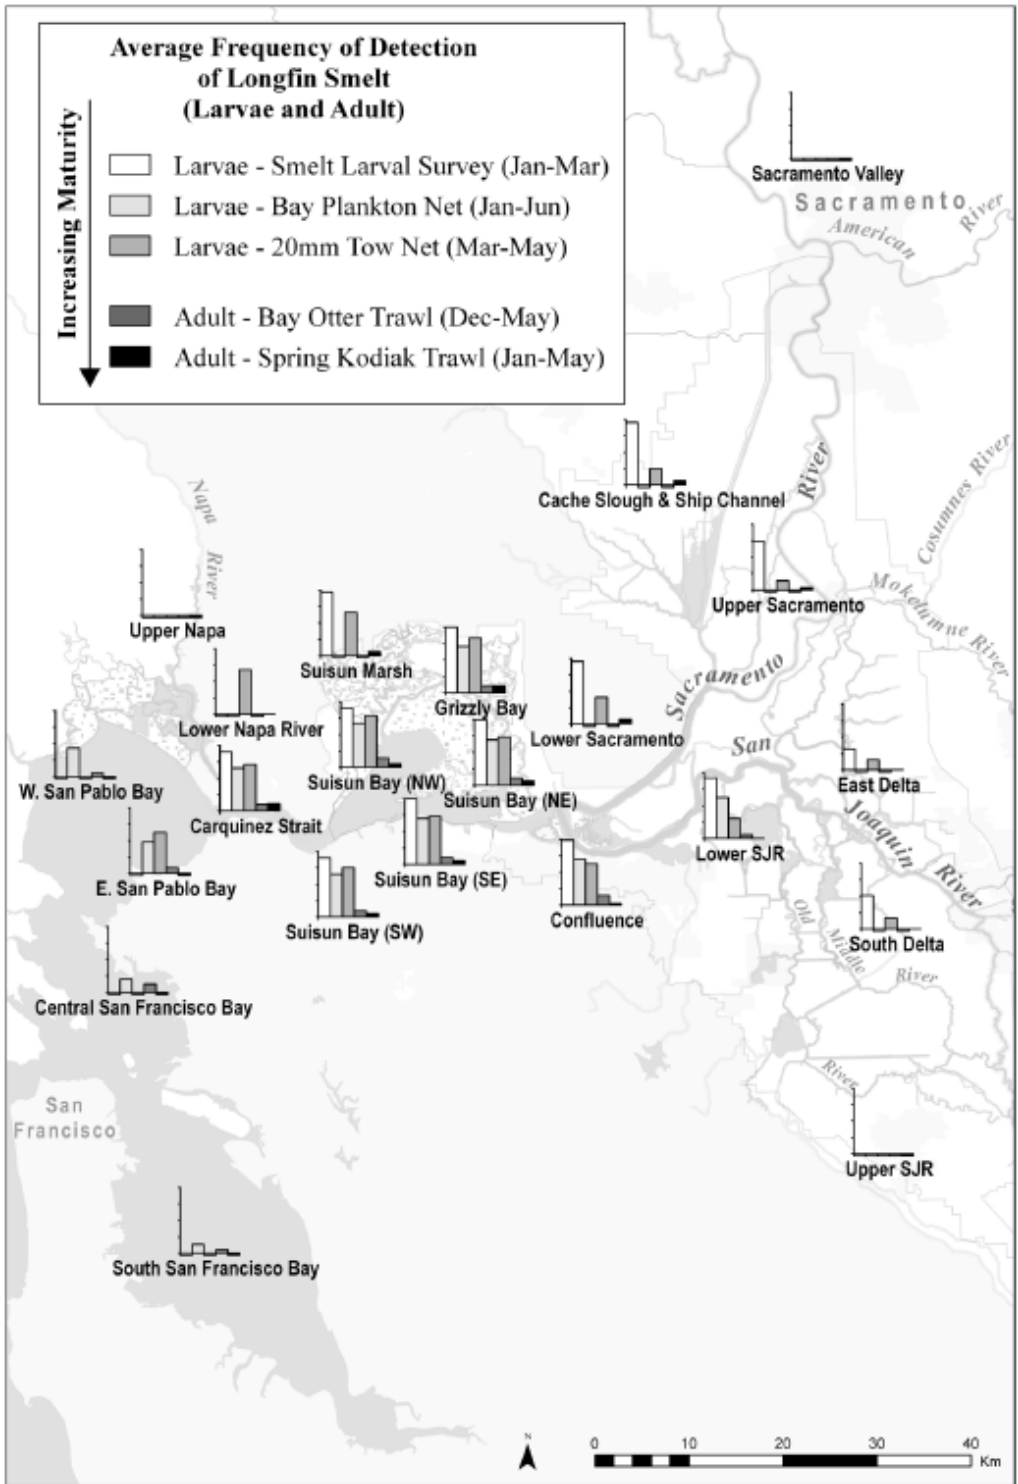 Average Frequency of Detection
of Longfin Smelt
(Larvae and Adult)
Increasing Maturity
Larvae - Smelt Larval Survey (Jan-Mar)
Larvae - Bay Plankton Net (Jan-Jun)
Larvae - 20mm Tow Net (Mar-May)
Adult - Bay Otter Trawl (Dec-May)
Adult - Spring Kodiak Trawl (Jan-May)
Sacramento Valley
Sacramento
American
River
Cache Slough & Ship Channel
River
Cosumnes River
Napa
River
Upper Napa
Upper Sacramento
Mokelumne River
Suisun Marsh
Grizzly Bay
Sacramento
Lower Napa River
Lower Sacramento
San
W. San Pablo Bay
Suisun Bay (NW)
Suisun Bay (NE)
East Delta
Carquinez Strait
Lower SJR
Joaquin
River
E. San Pablo Bay
Suisun Bay (SE)
Suisun Bay (SW)
Confluence
Old
Middle
River
South Delta
Central San Francisco Bay
River
San
Francisco
Upper SJR
South San Francisco Bay
N
0 10 20 30 40
Km